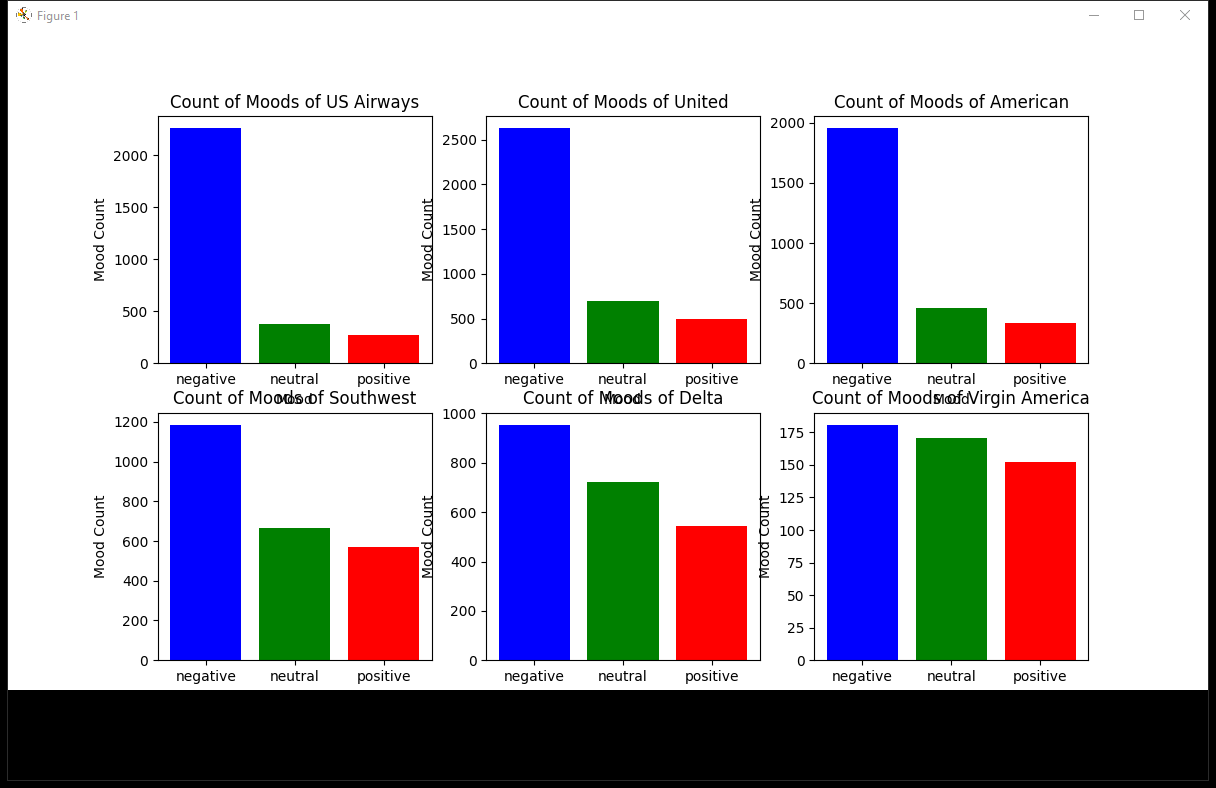 Figure 1
Count of Moods of US Airways
Mood Count
2000
1500
1000
500
0
negative neutral positive
Mood
Count of Moods of United
Mood Count
2500
2000
1500
1000
500
0
negative neutral positive
Mood
Count of Moods of American
Mood Count
2000
1500
1000
500
0
negative neutral positive
Mood
Count of Moods of Southwest
Mood Count
1200
1000
800
600
400
200
0
negative neutral positive
Count of Moods of Delta
Mood Count
1000
800
600
400
200
0
negative neutral positive
Count of Moods of Virgin America
Mood Count
175
150
125
100
75
50
25
0
negative neutral positive